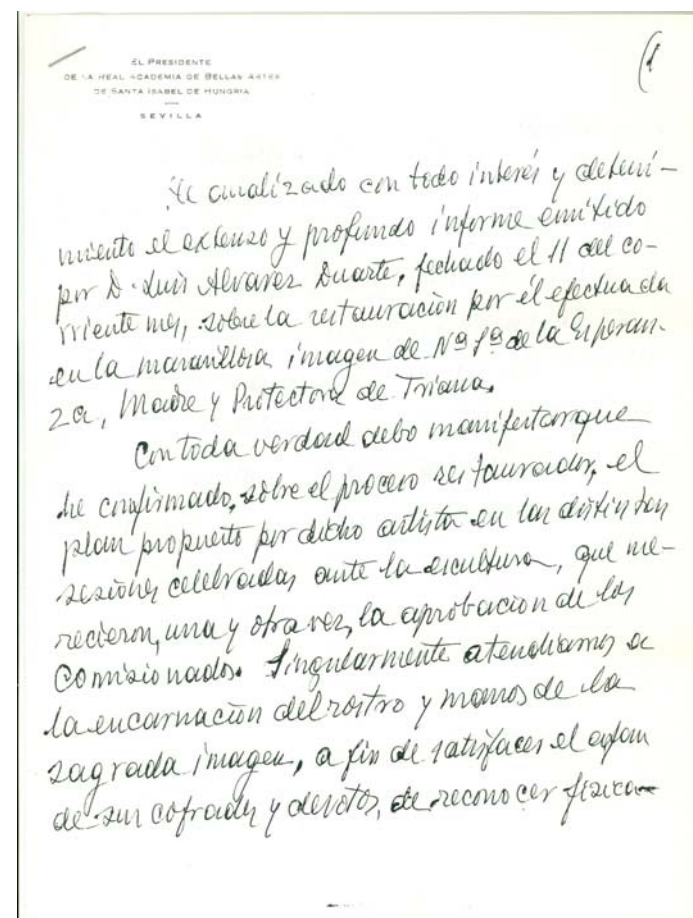 EL PRESIDENTE
DE LA REAL ACADEMIA DE BELLAS ARTES
DE SANTA ISABEL DE HUNGRIA
SEVILLA
(1
He analizado con todo interés y deteni-
miento el extenso y profundo informe emitido
por D. Luis Alvarez Duarte, fechado el 11 del co-
rriente mes, sobre la restauración por él efectuada
en la maravillosa imagen de Nª Sª de la Esperan-
za, Madre y Protectora de Triana.
Con toda verdad debo manifestar que
he confirmado, sobre el proceso restaurador, el
plan propuesto por dicho artista en las distintas
sesiones celebradas ante la escultura, que me-
recieron, una y otra vez, la aprobación de los
Comisionados. Singularmente atendíamos a
la encarnación del rostro y manos de la
sagrada imagen, a fin de satisfacer el afán
de sus cofrades y devotos, de reconocer física-